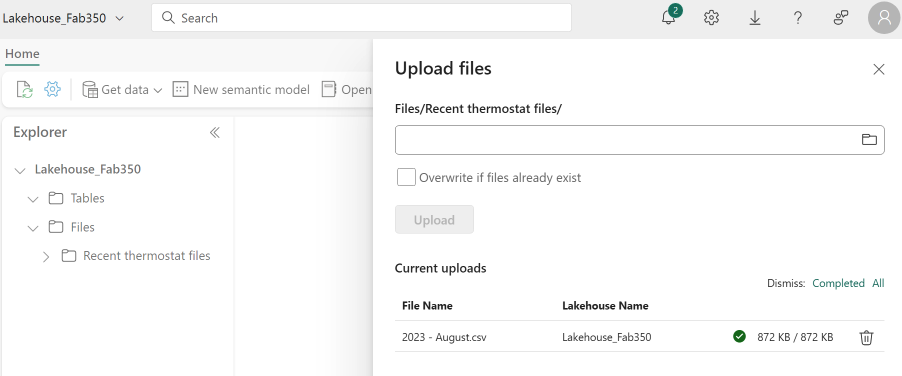 Lakehouse_Fab350
Search
2
?
Home
Get data
New semantic model
Open
Explorer
Lakehouse_Fab350
Tables
Files
Recent thermostat files
Upload files
Files/Recent thermostat files/
Overwrite if files already exist
Upload
Current uploads
Dismiss: Completed All
File Name Lakehouse Name
2023 - August.csv Lakehouse_Fab350 872 KB / 872 KB